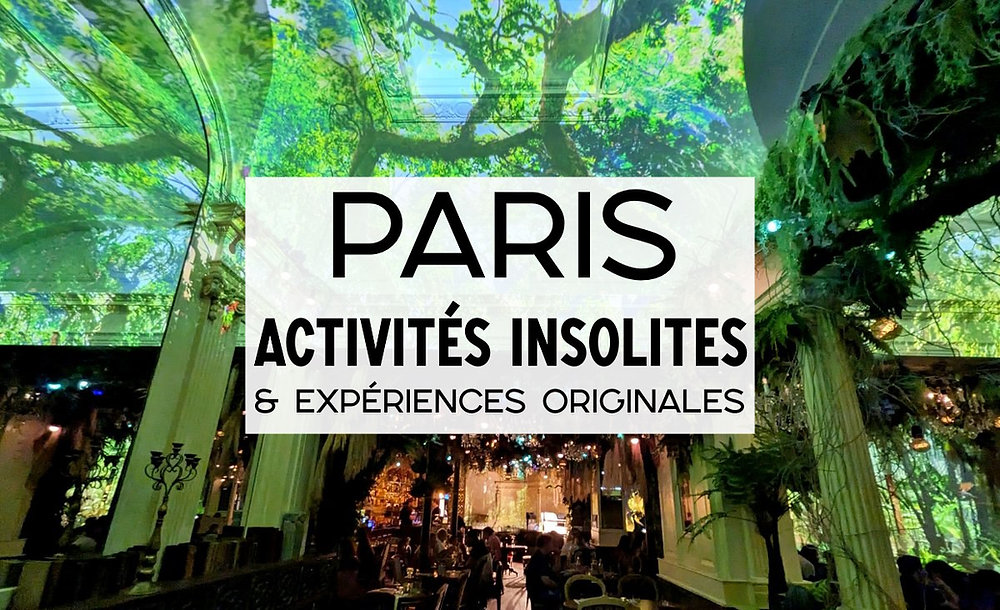 PARIS
ACTIVITÉS INSOLITES
& EXPÉRIENCES ORIGINALES